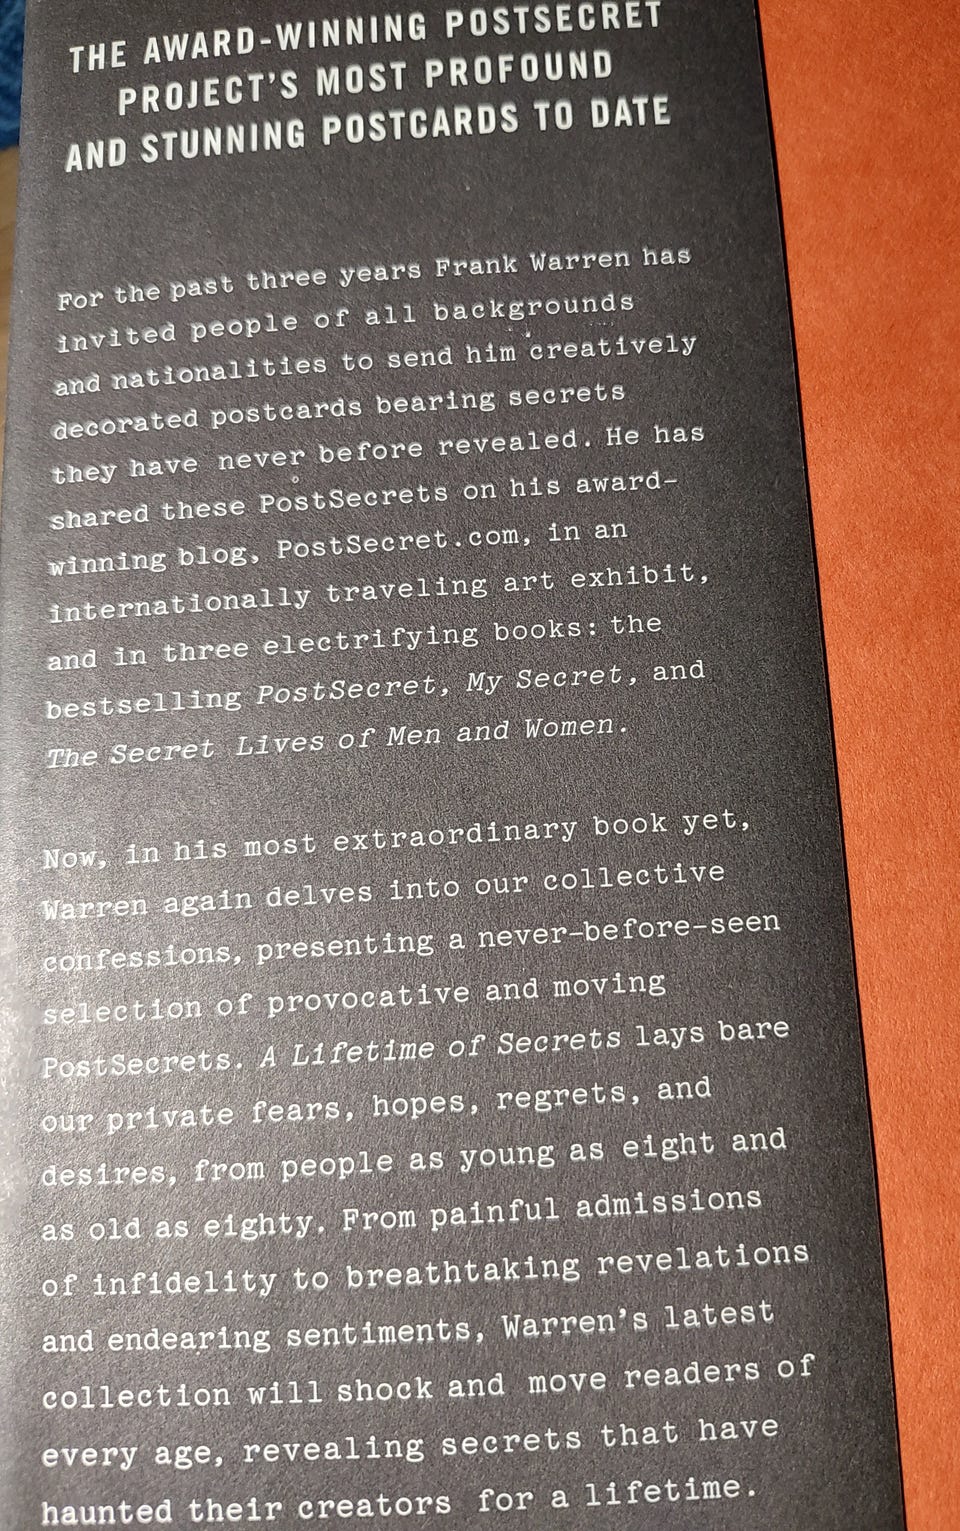 THE AWARD-WINNING POSTSECRET
PROJECT'S MOST PROFOUND
AND STUNNING POSTCARDS TO DATE
For the past three years Frank Warren has
invited people of all backgrounds
and nationalities to send him creatively
decorated postcards bearing secrets
they have never before revealed. He has
shared these PostSecrets on his award-
winning blog, PostSecret.com, in an
internationally traveling art exhibit,
and in three electrifying books: the
bestselling PostSecret, My Secret, and
The Secret Lives of Men and Women.
Now, in his most extraordinary book yet,
Warren again delves into our collective
confessions, presenting a never-before-seen
selection of provocative and moving
PostSecrets. A Lifetime of Secrets lays bare
our private fears, hopes, regrets, and
desires, from people as young as eight and
as old as eighty. From painful admissions
of infidelity to breathtaking revelations
and endearing sentiments, Warren's latest
collection will shock and move readers of
every age, revealing secrets that have
haunted their creators for a lifetime.